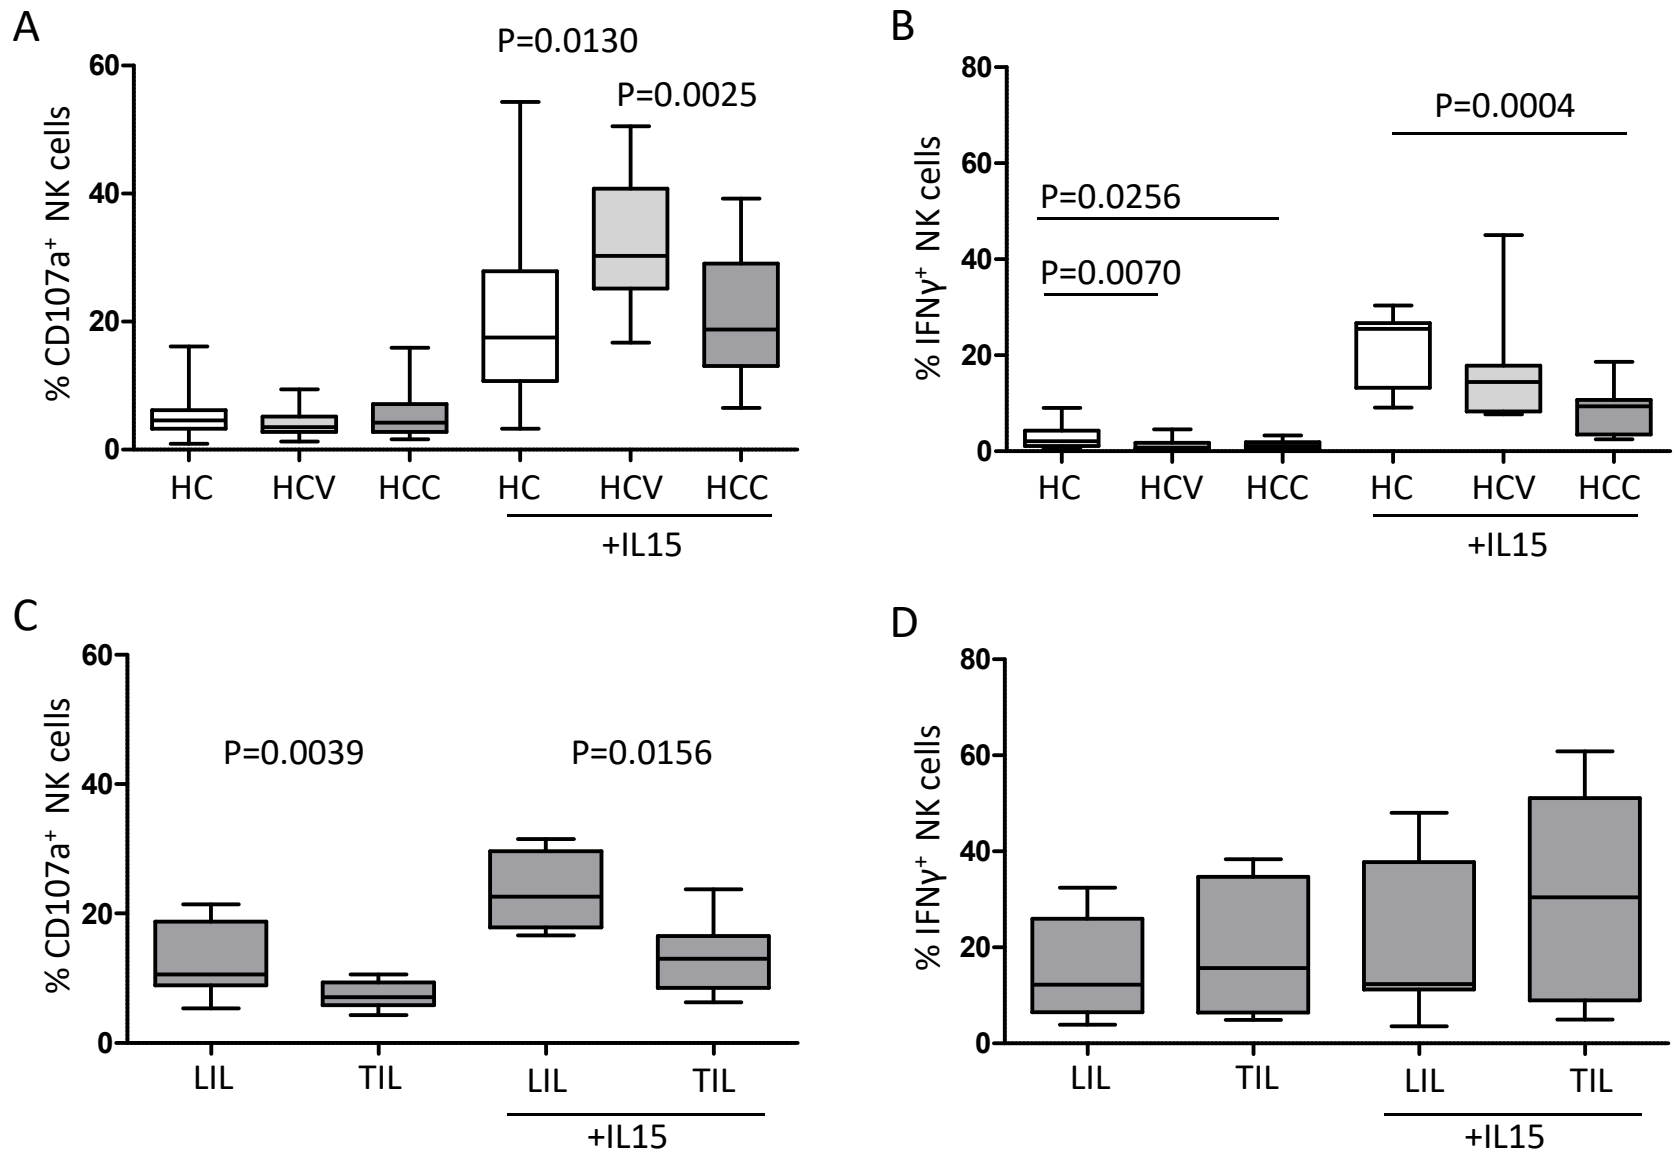 A
P=0.0130
P=0.0025
% CD107a⁺ NK cells
60
40
20
0
HC HCV HCC HC HCV HCC
+IL15
B
P=0.0004
P=0.0256
P=0.0070
% IFNγ⁺ NK cells
80
60
40
20
0
HC HCV HCC HC HCV HCC
+IL15
C
P=0.0039 P=0.0156
% CD107a⁺ NK cells
60
40
20
0
LIL TIL LIL TIL
+IL15
D
% IFNγ⁺ NK cells
80
60
40
20
0
LIL TIL LIL TIL
+IL15